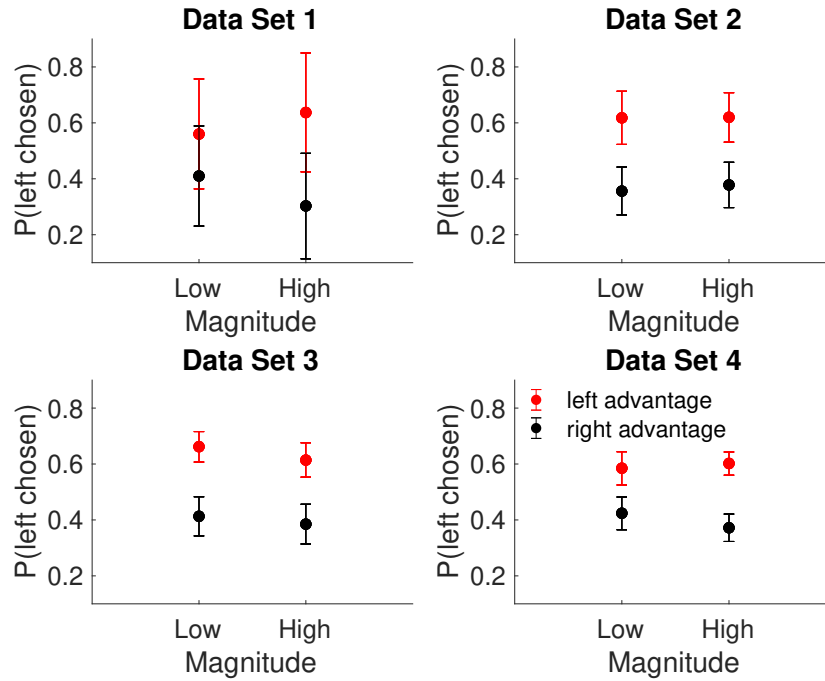 Data Set 1
P(left chosen)
0.8
0.6
0.4
0.2
Low
High
Magnitude
Data Set 2
P(left chosen)
0.8
0.6
0.4
0.2
Low
High
Magnitude
Data Set 3
P(left chosen)
0.8
0.6
0.4
0.2
Low
High
Magnitude
Data Set 4
P(left chosen)
0.8
0.6
0.4
0.2
left advantage
right advantage
Low
High
Magnitude